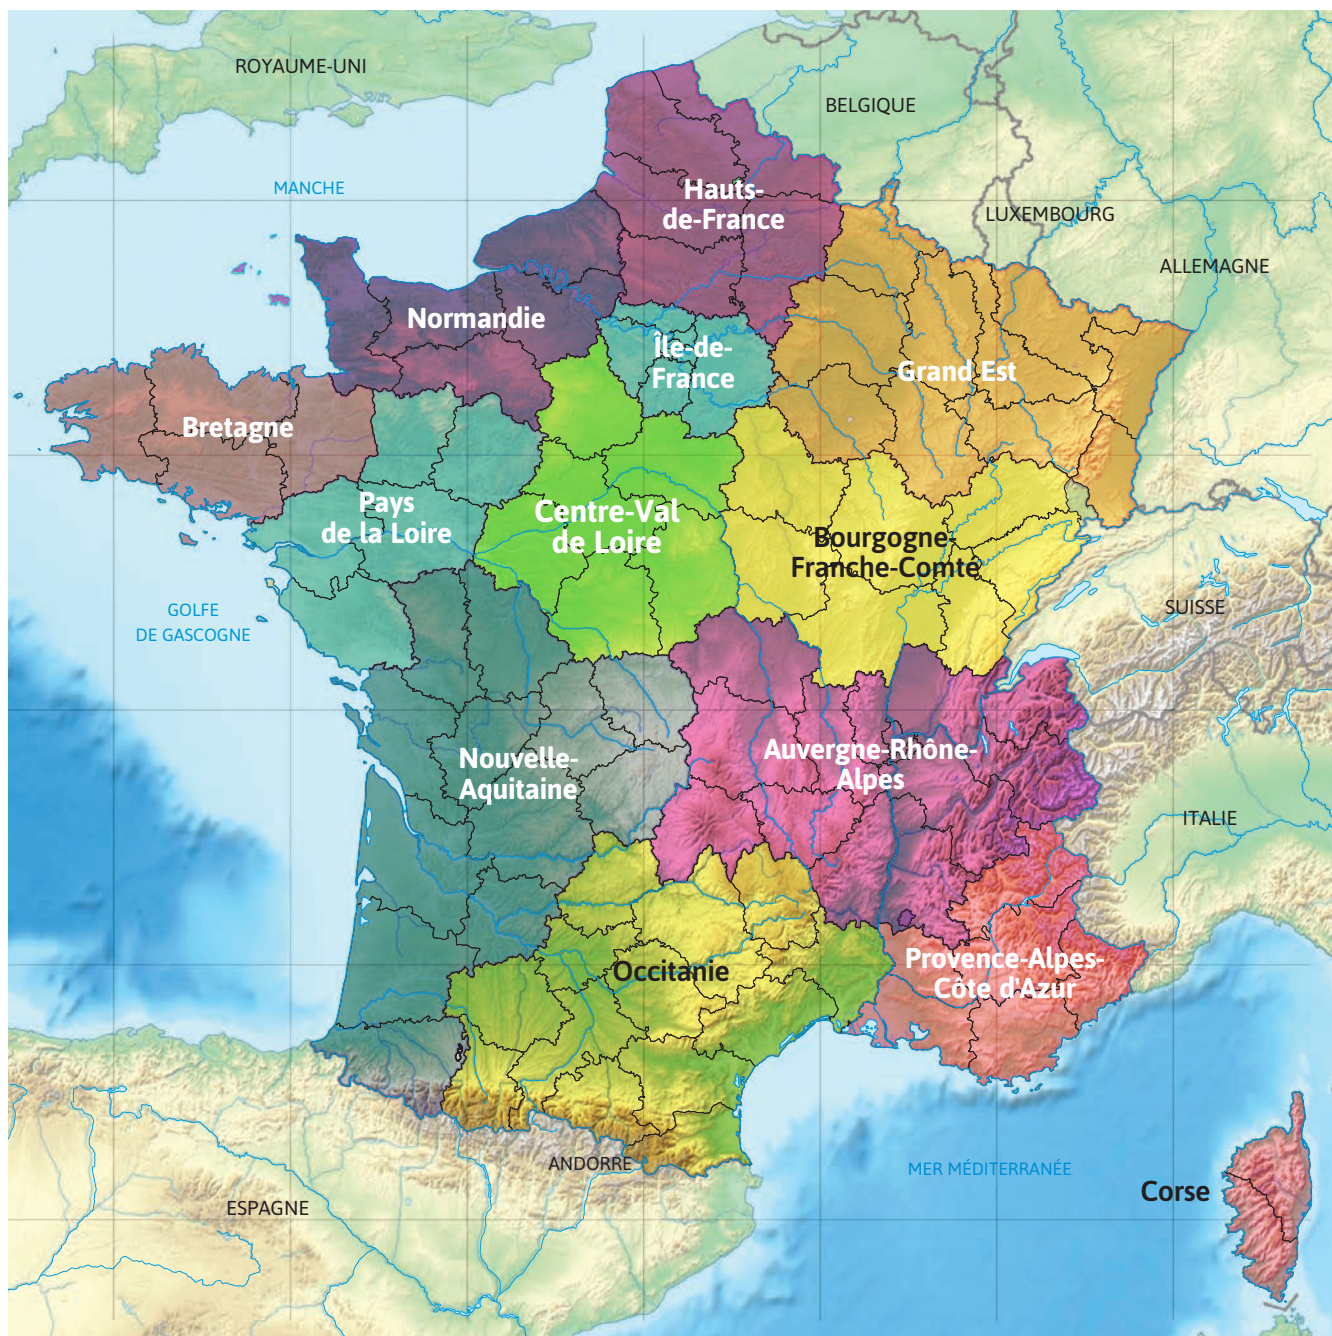 ROYAUME-UNI
BELGIQUE
MANCHE
Hauts-
de-France
LUXEMBOURG
ALLEMAGNE
Normandie
Île-de-
France
Grand Est
Bretagne
Pays
de la Loire
Centre-Val
de Loire
Bourgogne-
Franche-Comté
GOLFE
DE GASCOGNE
SUISSE
Nouvelle-
Aquitaine
Auvergne-Rhône-
Alpes
ITALIE
Occitanie
Provence-Alpes-
Côte d'Azur
ANDORRE
MER MÉDITERRANÉE
Corse
ESPAGNE